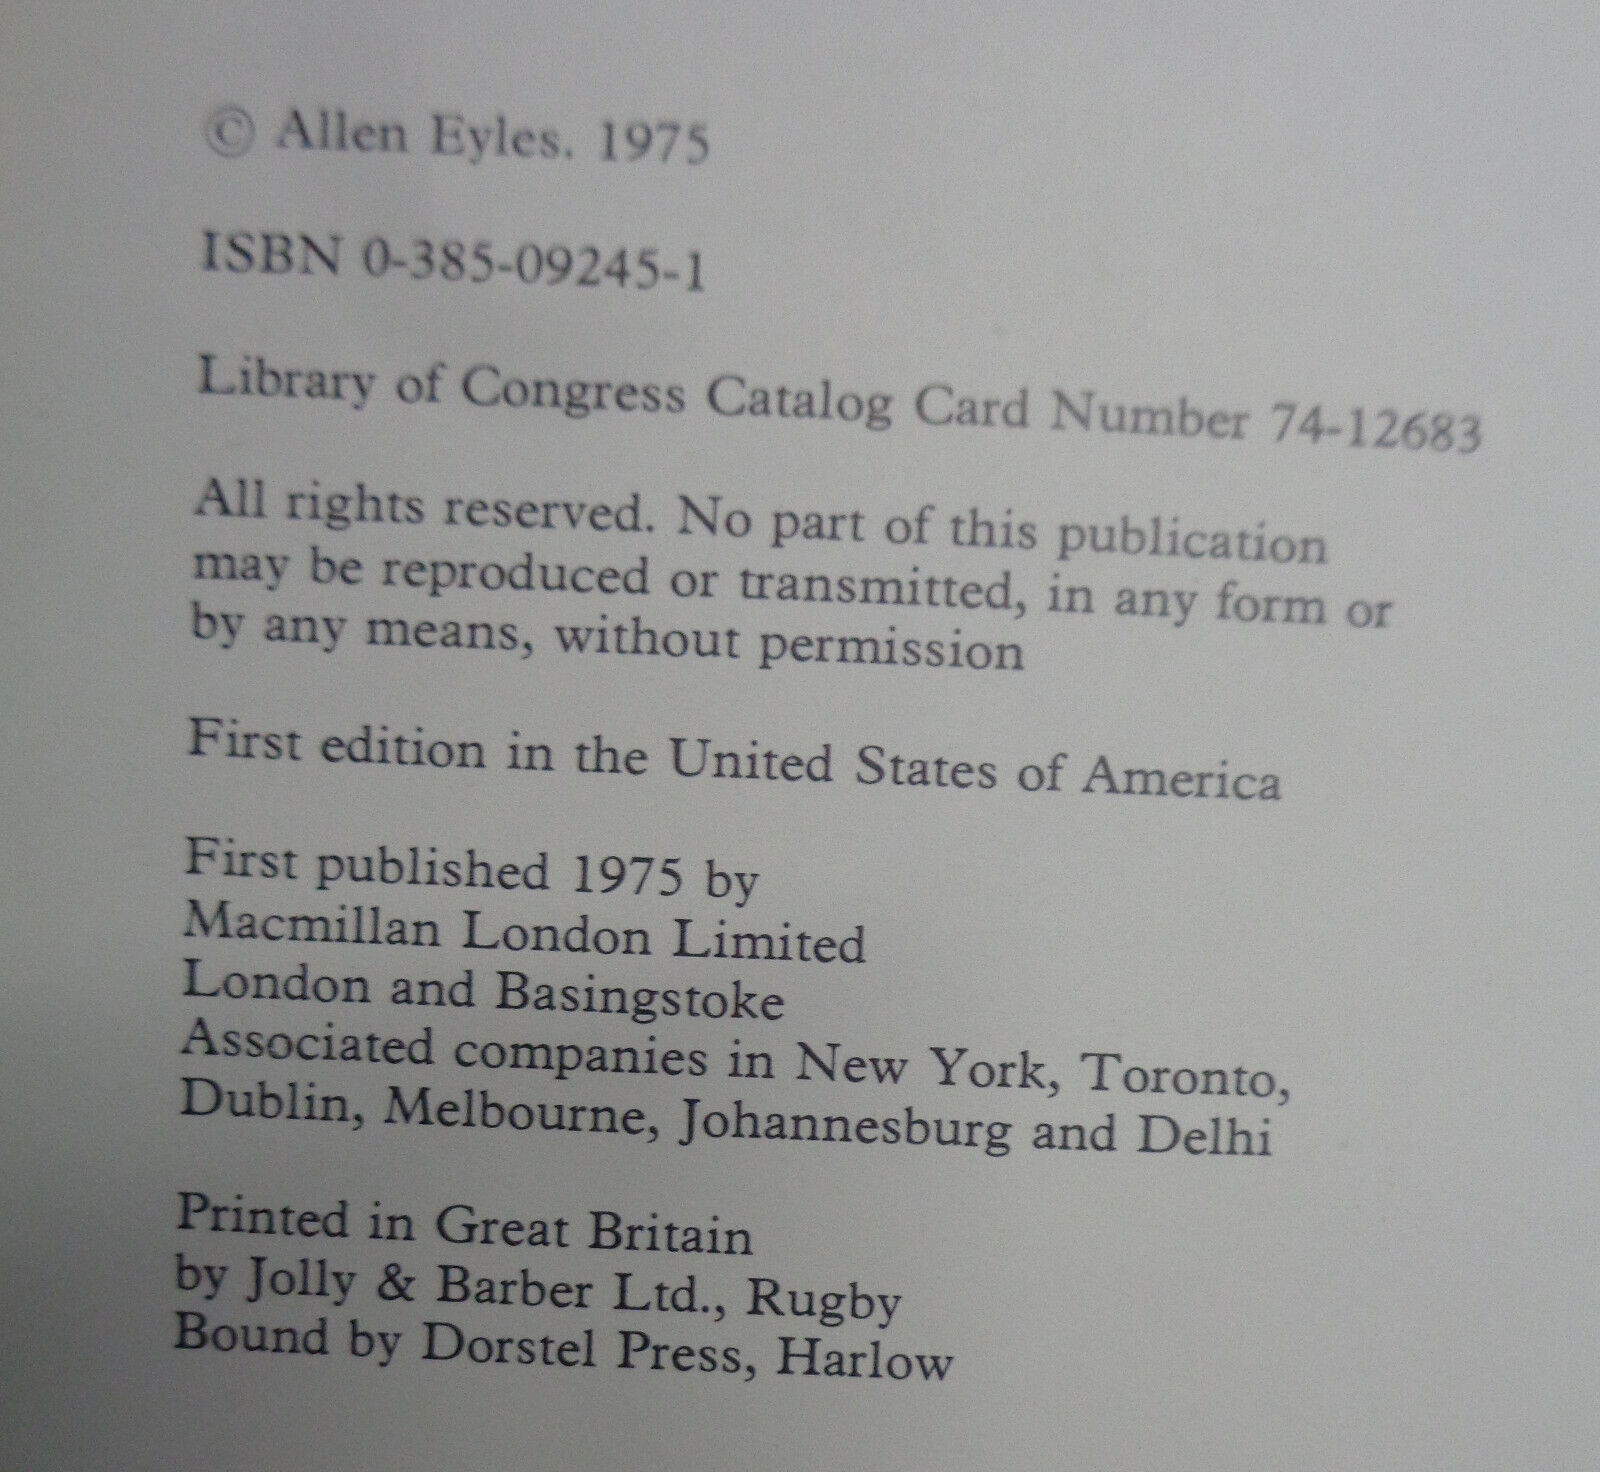 © Allen Eyles. 1975
ISBN 0-385-09245-1
Library of Congress Catalog Card Number 74-12683
All rights reserved. No part of this publication
may be reproduced or transmitted, in any form or
by any means, without permission
First edition in the United States of America
First published 1975 by
Macmillan London Limited
London and Basingstoke
Associated companies in New York, Toronto,
Dublin, Melbourne, Johannesburg and Delhi
Printed in Great Britain
by Jolly & Barber Ltd., Rugby
Bound by Dorstel Press, Harlow